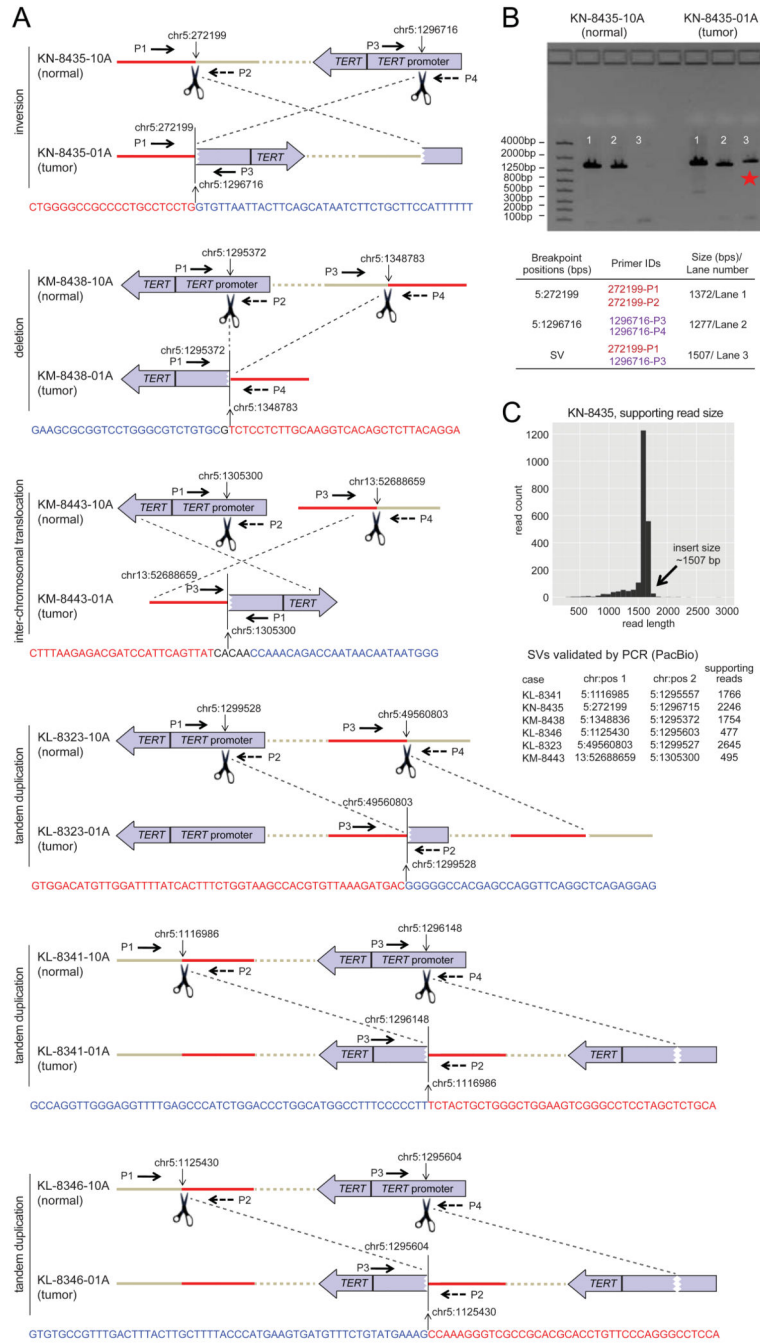 A
inversion
KN-8435-10A
(normal)
P1
chr5:272199
P2
P3
chr5:1296716
TERT
TERT promoter
P4
KN-8435-01A
(tumor)
chr5:272199
P1
TERT
P3
chr5:1296716
CTGGGGCCGCCCCTGCCTCCTGGTGTTAATTACTTCAGCATAATCTTCTGCTTCCATTTTTT
deletion
KM-8438-10A
(normal)
P1
chr5:1295372
TERT
TERT promoter
P2
P3
chr5:1348783
P4
KM-8438-01A
(tumor)
chr5:1295372
P1
TERT
P4
chr5:1348783
GAAGCGCGGTCCTGGGCGTCTGTGCGTCTCCTCTTGCAAGGTCACAGCTCTTACAGGA
inter-chromosomal translocation
KM-8443-10A
(normal)
P1
chr5:1305300
TERT
TERT promoter
P2
P3
chr13:52688659
P4
KM-8443-01A
(tumor)
chr13:52688659
P3
TERT
P1
chr5:1305300
CTTTAAGAGACGATCCATTCAGTTATCACAACCAAACAGACCAATAACAATAATGGG
tandem duplication
KL-8323-10A
(normal)
P1
chr5:1299528
TERT
TERT promoter
P2
P3
chr5:49560803
P4
KL-8323-01A
(tumor)
TERT
TERT promoter
chr5:49560803
P3
P2
chr5:1299528
GTGGACATGTTGGATTTTATCACTTTCTGGTAAGCCACGTGTTAAAGATGACGGGGGCCACGAGCCAGGTTCAGGCTCAGAGGAG
tandem duplication
KL-8341-10A
(normal)
P1
chr5:1116986
P2
P3
chr5:1296148
TERT
TERT promoter
P4
KL-8341-01A
(tumor)
chr5:1296148
P3
TERT
P2
TERT
chr5:1116986
GCCAGGTTGGGAGGTTTTGAGCCCATCTGGACCCTGGCATGGCCTTTCCCCCTTTCTACTGCTGGGCTGGAAGTCGGGCCTCCTAGCTCTGCA
tandem duplication
KL-8346-10A
(normal)
P1
chr5:1125430
P2
P3
chr5:1295604
TERT
TERT promoter
P4
KL-8346-01A
(tumor)
chr5:1295604
P3
TERT
P2
TERT
chr5:1125430
GTGTGCCGTTTGACTTTACTTGCTTTTACCCATGAAGTGATGTTTCTGTATGAAAGCCAAAGGGTCGCCGCACGCACCTGTTCCCAGGGCCTCCA
B
KN-8435-10A
(normal)
KN-8435-01A
(tumor)
1 2 3 1 2 3
4000bp
2000bp
1250bp
800bp
500bp
300bp
200bp
100bp
Breakpoint positions (bps)
Primer IDs
Size (bps)/ Lane number
5:272199
272199-P1
272199-P2
1372/Lane 1
5:1296716
1296716-P3
1296716-P4
1277/Lane 2
SV
272199-P1
1296716-P3
1507/ Lane 3
C
KN-8435, supporting read size
read count
1200
1000
800
600
400
200
0
insert size
~1507 bp
500 1000 1500 2000 2500 3000
read length
SVs validated by PCR (PacBio)
case chr:pos 1 chr:pos 2 supporting reads
KL-8341 5:1116985 5:1295557 1766
KN-8435 5:272199 5:1296715 2246
KM-8438 5:1348836 5:1295372 1754
KL-8346 5:1125430 5:1295603 477
KL-8323 5:49560803 5:1299527 2645
KM-8443 13:52688659 5:1305300 495